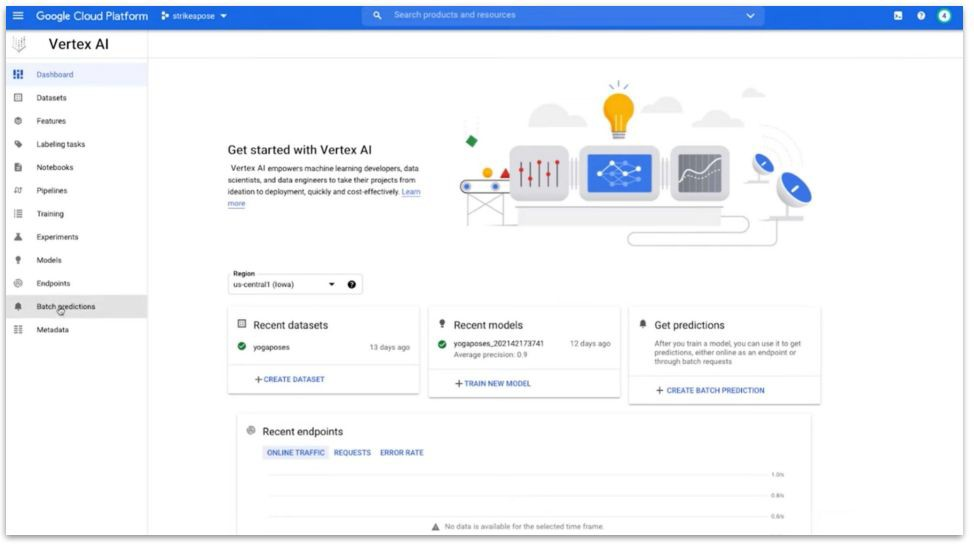 Google Cloud Platform
strikeapose
Search products and resources
4
Vertex AI
Dashboard
Datasets
Features
Labeling tasks
Notebooks
Pipelines
Training
Experiments
Models
Endpoints
Batch predictions
Metadata
Get started with Vertex AI
Vertex AI empowers machine learning developers, data
scientists, and data engineers to take their projects from
ideation to deployment, quickly and cost-effectively. Learn
more
Region
us-central1 (Iowa)
Recent datasets
yogaposes 13 days ago
+ CREATE DATASET
Recent models
yogaposes_202142173741 12 days ago
Average precision: 0.9
+ TRAIN NEW MODEL
Get predictions
After you train a model, you can use it to get
predictions, either online as an endpoint or
through batch requests
+ CREATE BATCH PREDICTION
Recent endpoints
ONLINE TRAFFIC REQUESTS ERROR RATE
1.0/s
0.8/s
0.6/s
No data is available for the selected time frame.